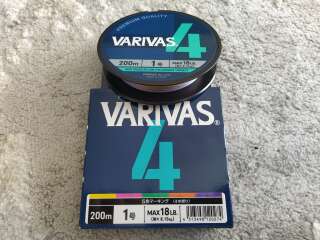 PREMIUM QUALITY
VARIVAS 4
200m 1号 MAX 18LB.
VARIVAS®
4
5色マーキング
200m 1号 MAX 18LB.